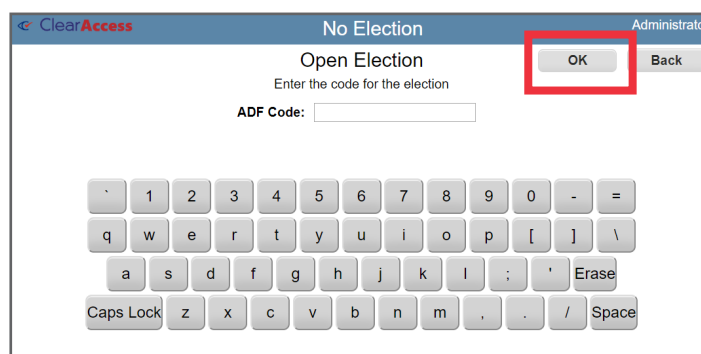 ClearAccess No Election Administrato
Open Election OK Back
Enter the code for the election
ADF Code:
` 1 2 3 4 5 6 7 8 9 0 - =
q w e r t y u i o p [ ] \
a s d f g h j k l ; ' Erase
Caps Lock z x c v b n m , . / Space